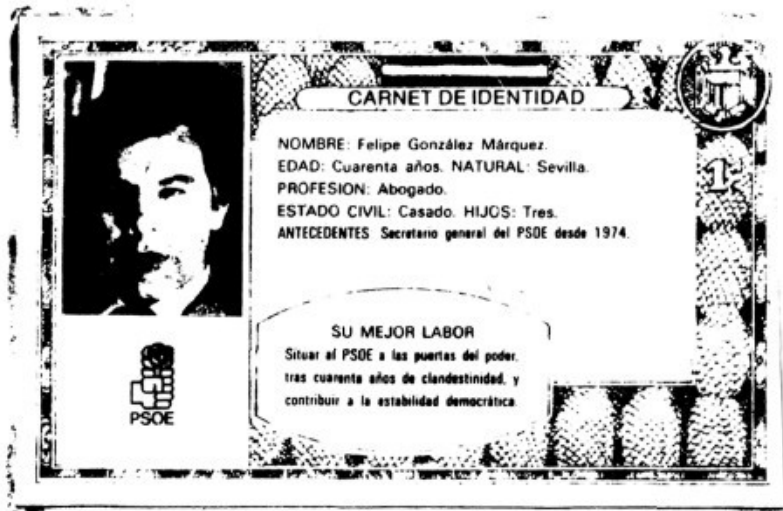 CARNET DE IDENTIDAD
NOMBRE: Felipe González Márquez.
EDAD: Cuarenta años. NATURAL: Sevilla.
PROFESION: Abogado.
ESTADO CIVIL: Casado. HIJOS: Tres.
ANTECEDENTES Secretario general del PSOE desde 1974.
1
SU MEJOR LABOR
Situar al PSOE a las puertas del poder,
tras cuarenta años de clandestinidad, y
contribuir a la estabilidad democrática.
PSOE